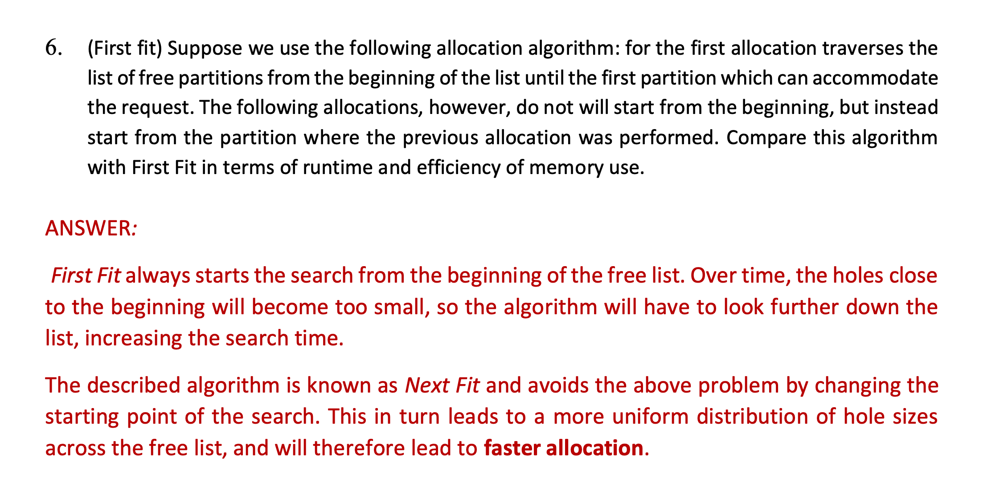 6. (First fit) Suppose we use the following allocation algorithm: for the first allocation traverses the
list of free partitions from the beginning of the list until the first partition which can accommodate
the request. The following allocations, however, do not will start from the beginning, but instead
start from the partition where the previous allocation was performed. Compare this algorithm
with First Fit in terms of runtime and efficiency of memory use.
ANSWER:
First Fit always starts the search from the beginning of the free list. Over time, the holes close
to the beginning will become too small, so the algorithm will have to look further down the
list, increasing the search time.
The described algorithm is known as Next Fit and avoids the above problem by changing the
starting point of the search. This in turn leads to a more uniform distribution of hole sizes
across the free list, and will therefore lead to faster allocation.